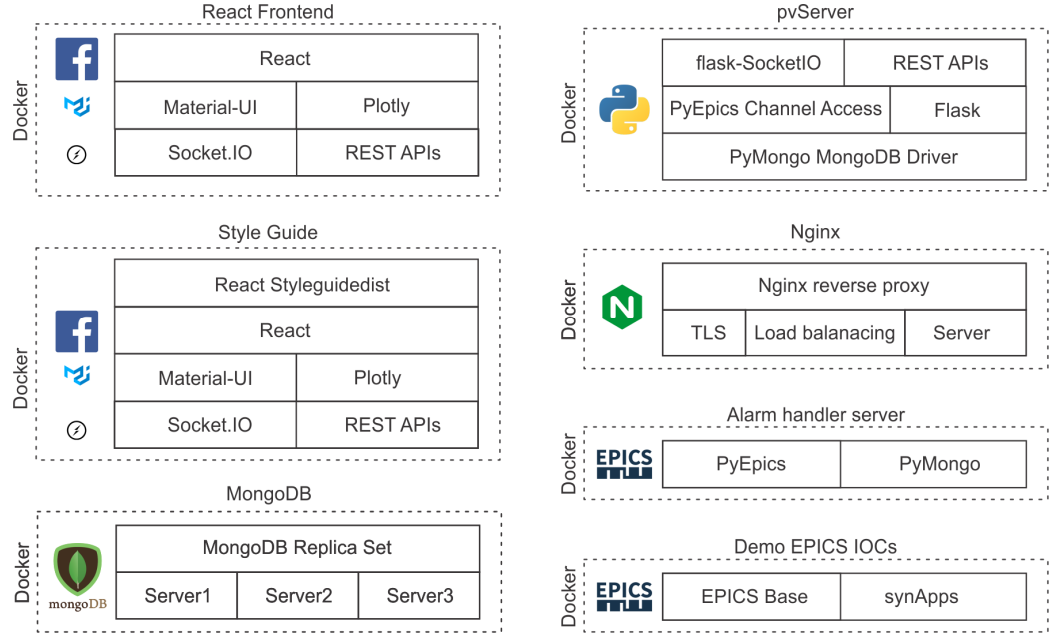 React Frontend
Docker
React
Material-UI
Plotly
Socket.IO
REST APIs
Style Guide
Docker
React Styleguidedist
React
Material-UI
Plotly
Socket.IO
REST APIs
MongoDB
Docker
mongoDB
MongoDB Replica Set
Server1
Server2
Server3
pvServer
Docker
flask-SocketIO
REST APIs
PyEpics Channel Access
Flask
PyMongo MongoDB Driver
Nginx
Docker
N
Nginx reverse proxy
TLS
Load balanacing
Server
Alarm handler server
Docker
EPICS
PyEpics
PyMongo
Demo EPICS IOCs
Docker
EPICS
EPICS Base
synApps